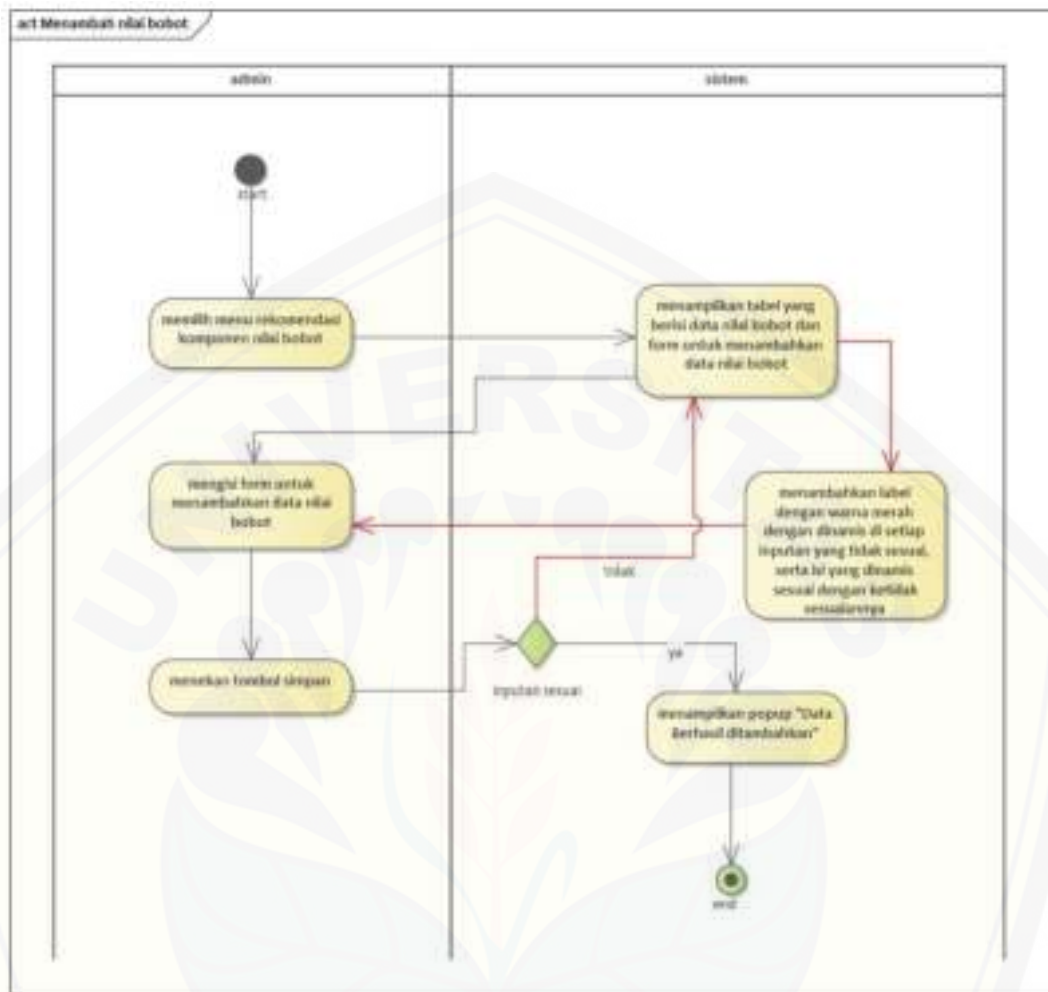 act Menambah nilai bobot
admin
sistem
start
memilih menu rekomendasi
komponen nilai bobot
menampilkan tabel yang
berisi data nilai bobot dan
form untuk menambahkan
data nilai bobot
mengisi form untuk
menambahkan data nilai
bobot
menambahkan label
dengan warna merah
dengan dinamis di setiap
inputan yang tidak sesuai,
serta isi yang dinamis
sesuai dengan ketidak
sesuaiannya
tidak
menekan tombol simpan
ya
inputan sesuai
menampilkan popup "Data
Berhasil ditambahkan"
end
UNIVERSITAS